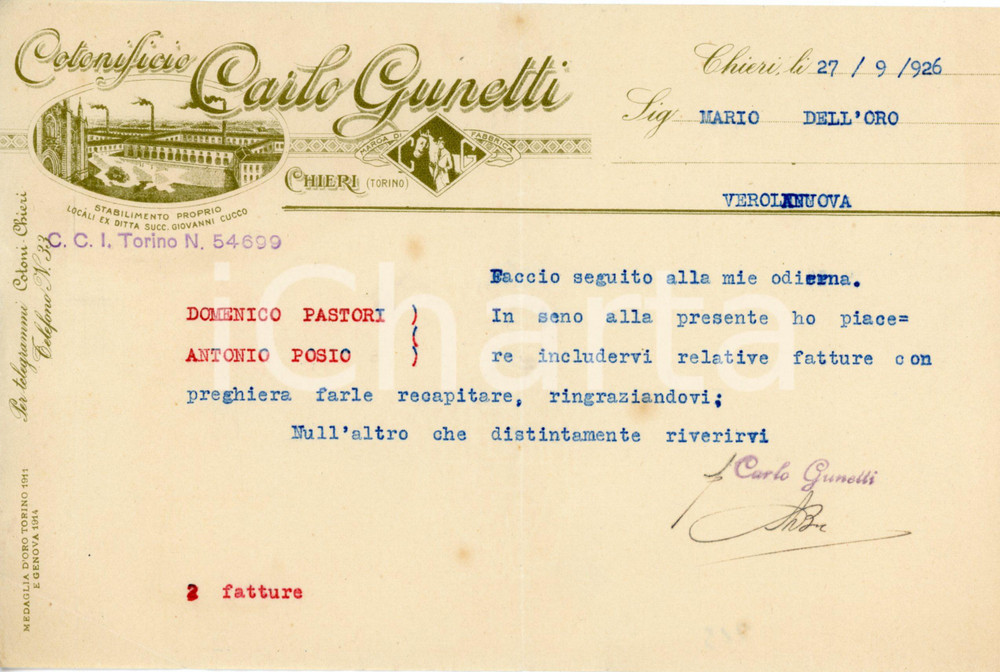 Cotonificio Carlo Gunetti
MARCA DI FABBRICA
C G
CHIERI (TORINO)
STABILIMENTO PROPRIO
LOCALI EX DITTA SUCC. GIOVANNI CUCCO
C. C. I. Torino N. 54699
Per telegrammi Cotoni-Chieri
Telefono N. 33
MEDAGLIA D'ORO TORINO 1911
E GENOVA 1914
Chieri, li 27 / 9 /926
Sig MARIO DELL'ORO
VEROLANUOVA
Faccio seguito alla mie odierna.
DOMENICO PASTORI ) In seno alla presente ho piace=
ANTONIO POSIO ) re includervi relative fatture con
preghiera farle recapitare, ringraziandovi;
Null'altro che distintamente riverirvi
Carlo Gunetti
2 fatture
iCharta